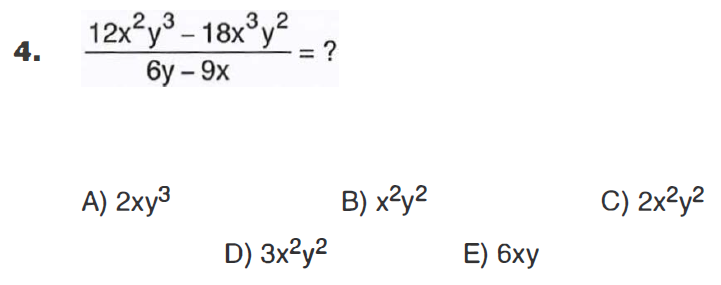 4. 12x²y³ – 18x³y² / 6y – 9x = ?
A) 2xy³ B) x²y² C) 2x²y²
D) 3x²y² E) 6xy